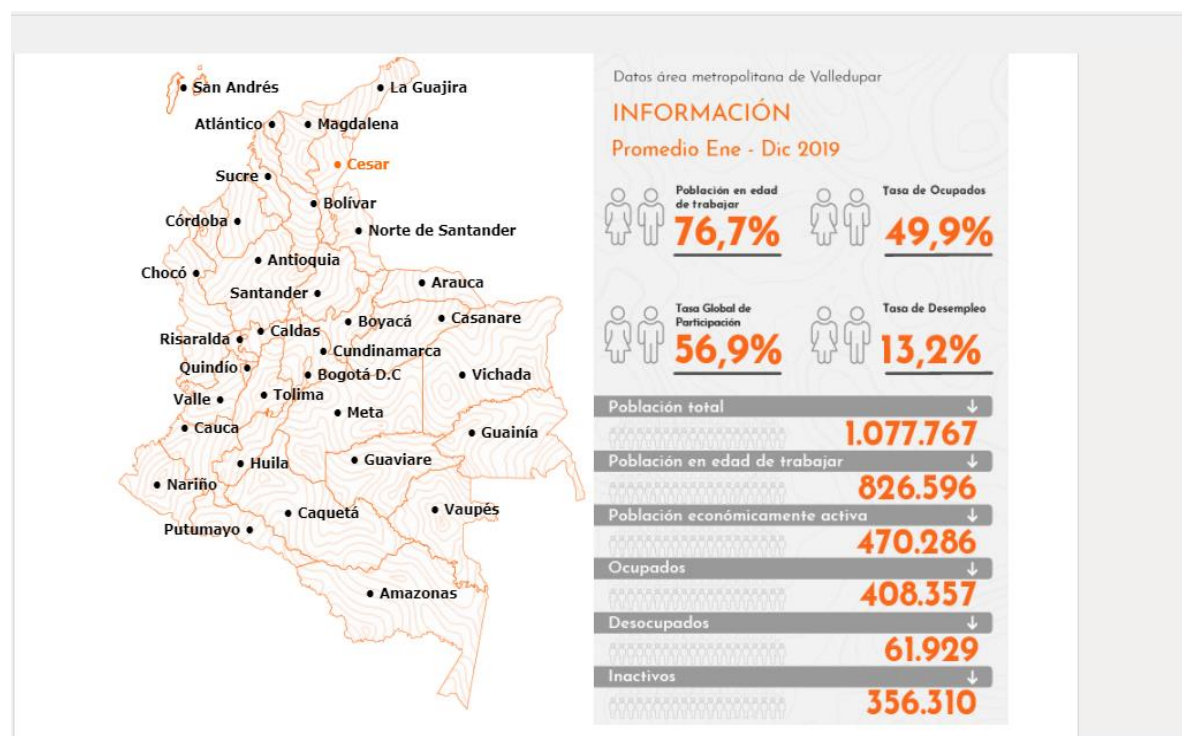 San Andrés
La Guajira
Atlántico
Magdalena
Cesar
Sucre
Bolívar
Córdoba
Norte de Santander
Antioquia
Chocó
Arauca
Santander
Casanare
Boyacá
Caldas
Risaralda
Cundinamarca
Quindío
Bogotá D.C
Vichada
Tolima
Valle
Meta
Cauca
Guainía
Huila
Guaviare
Nariño
Caquetá
Vaupés
Putumayo
Amazonas
Datos área metropolitana de Valledupar
INFORMACIÓN
Promedio Ene - Dic 2019
Población en edad
de trabajar
76,7%
Tasa de Ocupados
49,9%
Tasa Global de
Participación
56,9%
Tasa de Desempleo
13,2%
Población total
1.077.767
Población en edad de trabajar
826.596
Población económicamente activa
470.286
Ocupados
408.357
Desocupados
61.929
Inactivos
356.310